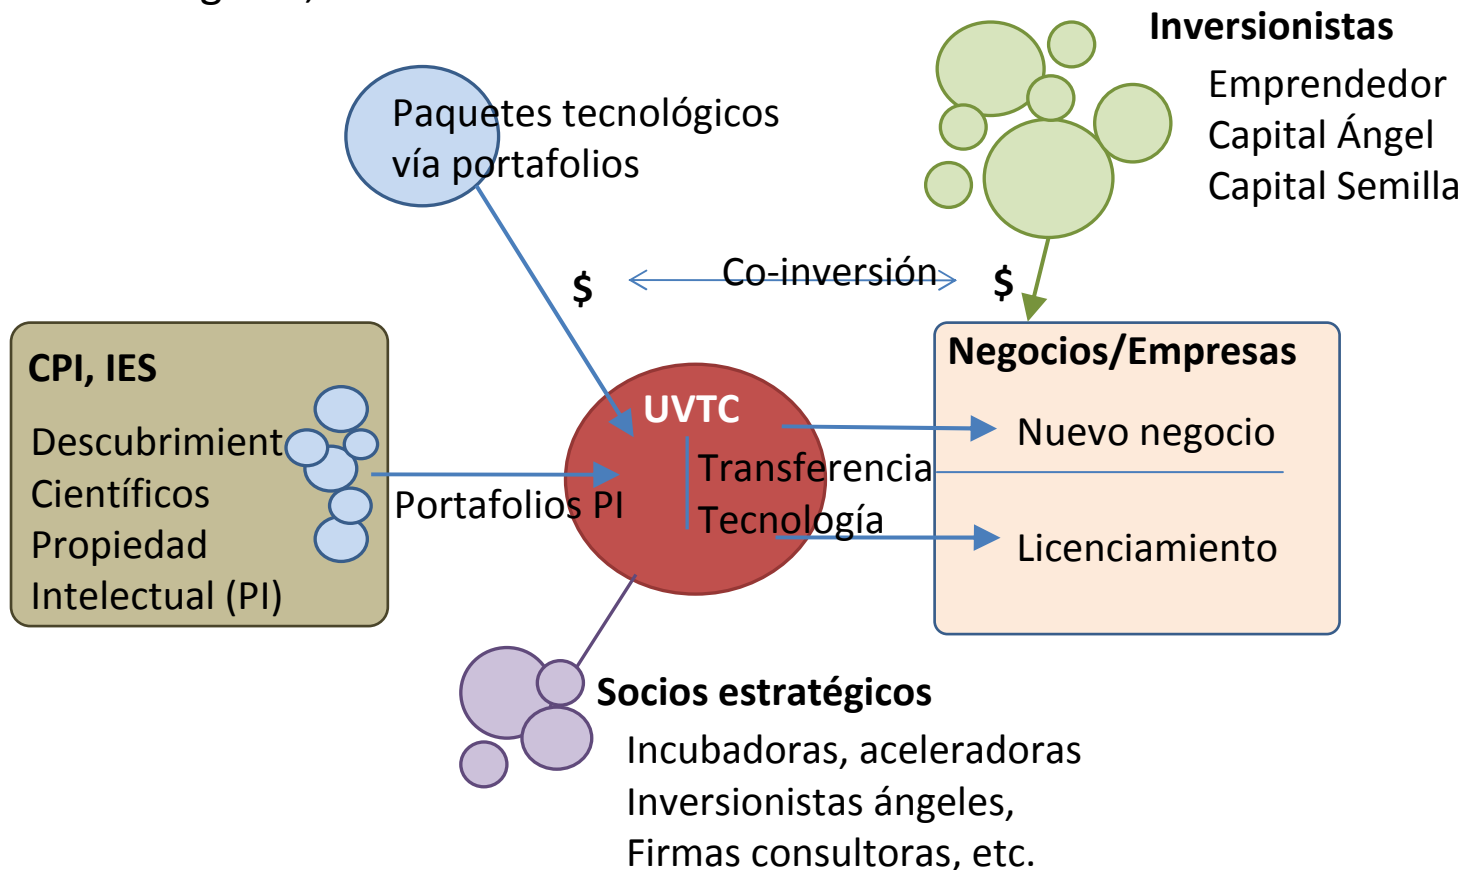 Inversionistas
Emprendedor
Capital Ángel
Capital Semilla
Paquetes tecnológicos
vía portafolios
$
Co-inversión
$
CPI, IES
Descubrimient
Científicos
Propiedad
Intelectual (PI)
Portafolios PI
UVTC
Transferencia
Tecnología
Negocios/Empresas
Nuevo negocio
Licenciamiento
Socios estratégicos
Incubadoras, aceleradoras
Inversionistas ángeles,
Firmas consultoras, etc.